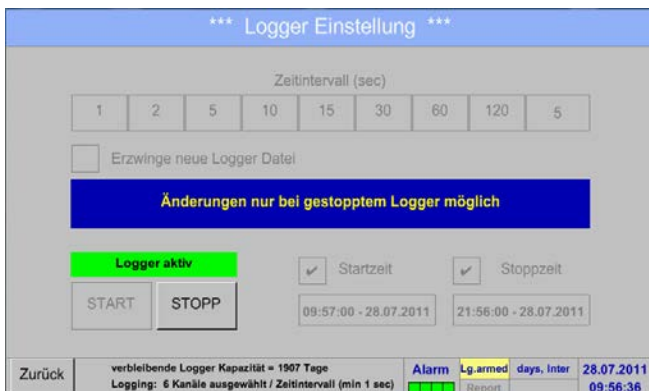 *** Logger Einstellung ***
Zeitintervall (sec)
1 2 5 10 15 30 60 120 5
Erzwinge neue Logger Datei
Änderungen nur bei gestopptem Logger möglich
Logger aktiv
✔ Startzeit ✔ Stoppzeit
START STOPP
09:57:00 - 28.07.2011 21:56:00 - 28.07.2011
Zurück
verbleibende Logger Kapazität = 1907 Tage
Logging: 6 Kanäle ausgewählt / Zeitintervall (min 1 sec)
Alarm Lg.armed days, Inter 28.07.2011
Report 09:56:36